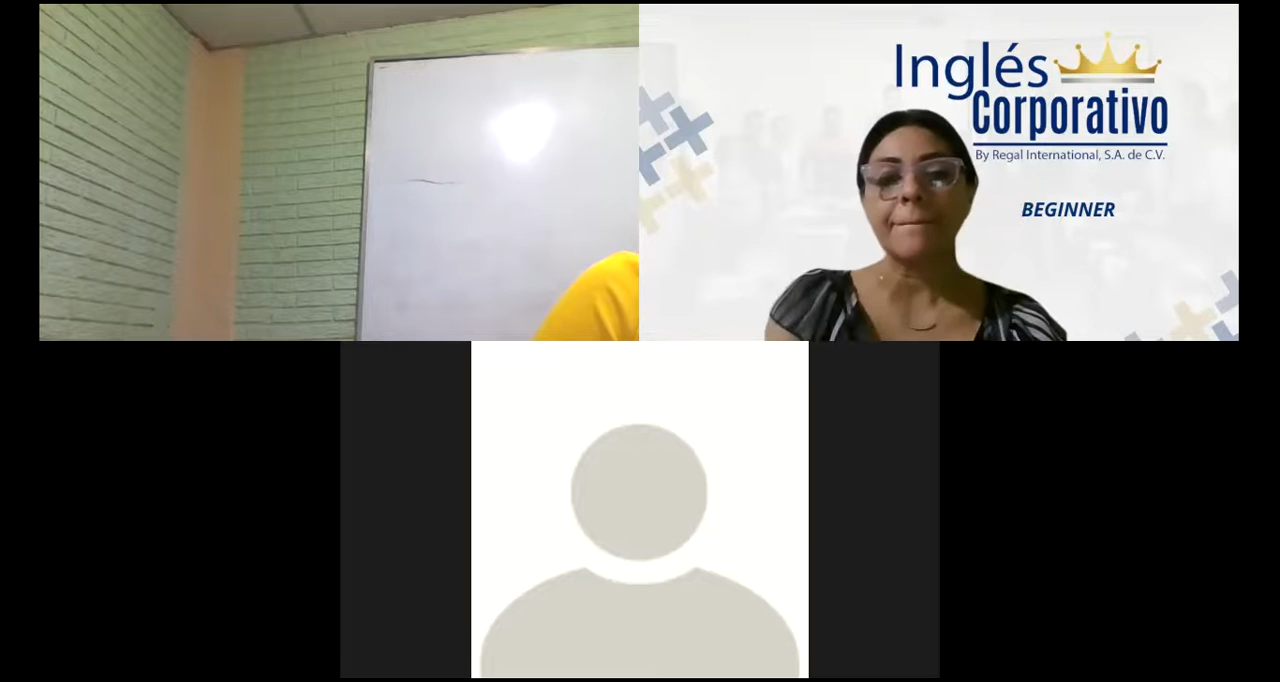 Inglés
Corporativo
By Regal International, S.A. de C.V.
BEGINNER